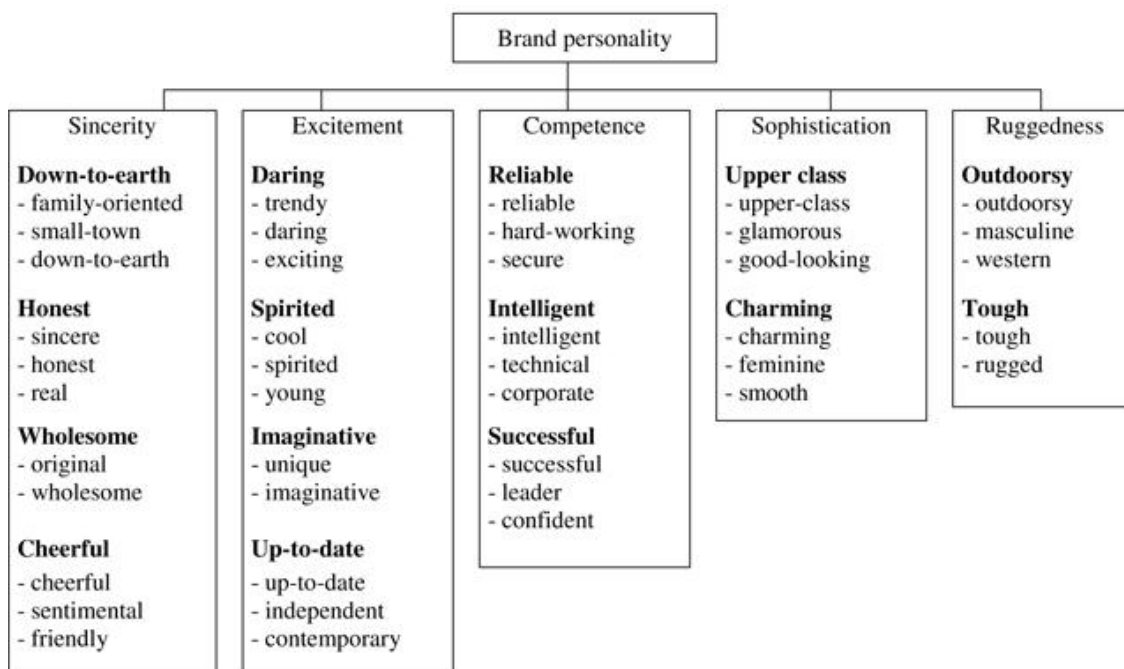 Brand personality
Sincerity
Down-to-earth
- family-oriented
- small-town
- down-to-earth
Honest
- sincere
- honest
- real
Wholesome
- original
- wholesome
Cheerful
- cheerful
- sentimental
- friendly
Excitement
Daring
- trendy
- daring
- exciting
Spirited
- cool
- spirited
- young
Imaginative
- unique
- imaginative
Up-to-date
- up-to-date
- independent
- contemporary
Competence
Reliable
- reliable
- hard-working
- secure
Intelligent
- intelligent
- technical
- corporate
Successful
- successful
- leader
- confident
Sophistication
Upper class
- upper-class
- glamorous
- good-looking
Charming
- charming
- feminine
- smooth
Ruggedness
Outdoorsy
- outdoorsy
- masculine
- western
Tough
- tough
- rugged